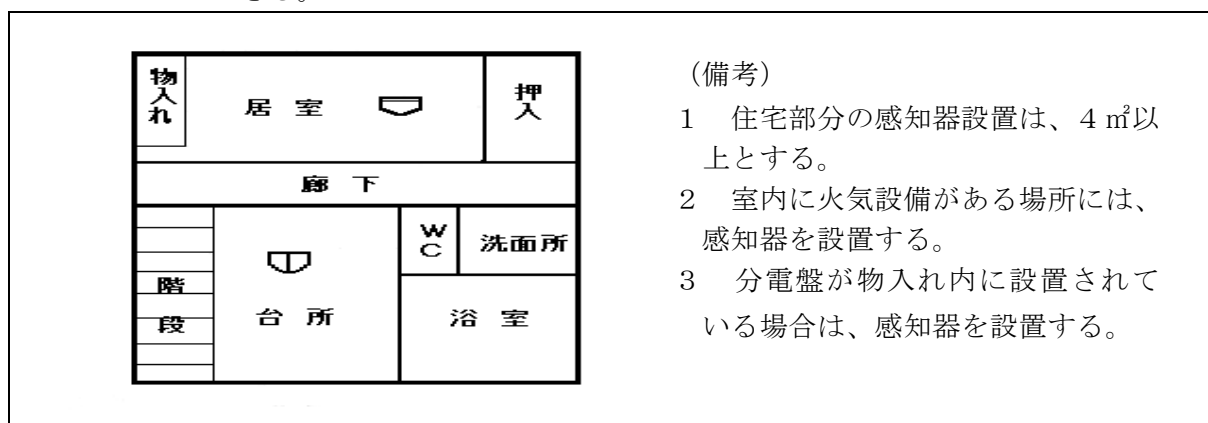 物入れ
居室
押入
廊下
階段
台所
WC
洗面所
浴室
（備考）
１　住宅部分の感知器設置は、４㎡以
上とする。
２　室内に火気設備がある場所には、
感知器を設置する。
３　分電盤が物入れ内に設置されて
いる場合は、感知器を設置する。